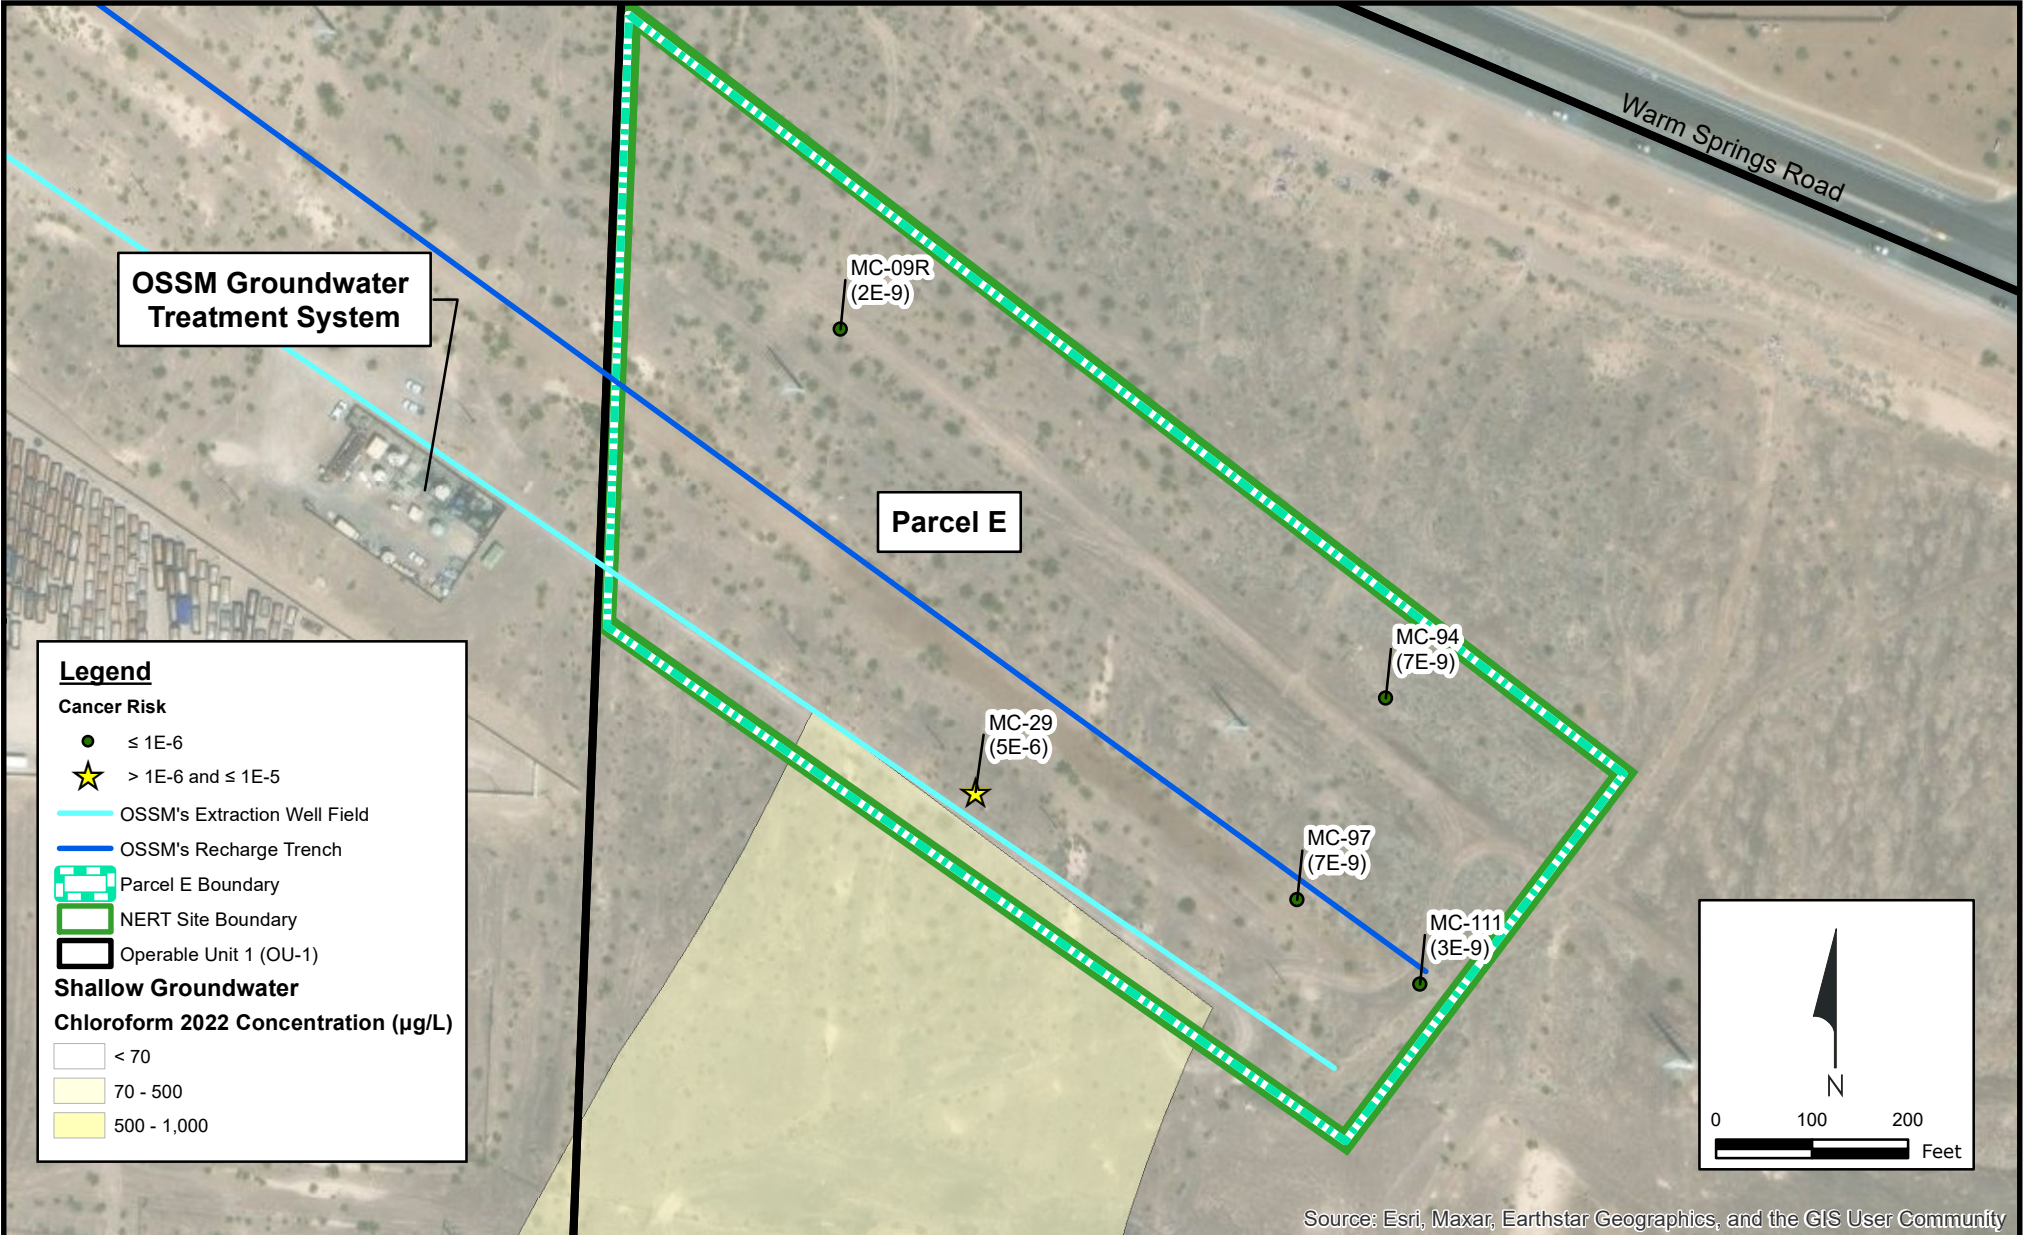 Warm Springs Road
MC-09R
(2E-9)
OSSM Groundwater
Treatment System
Parcel E
MC-94
(7E-9)
MC-29
(5E-6)
MC-97
(7E-9)
MC-111
(3E-9)
Legend
Cancer Risk
≤ 1E-6
> 1E-6 and ≤ 1E-5
OSSM's Extraction Well Field
OSSM's Recharge Trench
Parcel E Boundary
NERT Site Boundary
Operable Unit 1 (OU-1)
Shallow Groundwater
Chloroform 2022 Concentration (µg/L)
< 70
70 - 500
500 - 1,000
N
0 100 200
Feet
Source: Esri, Maxar, Earthstar Geographics, and the GIS User Community